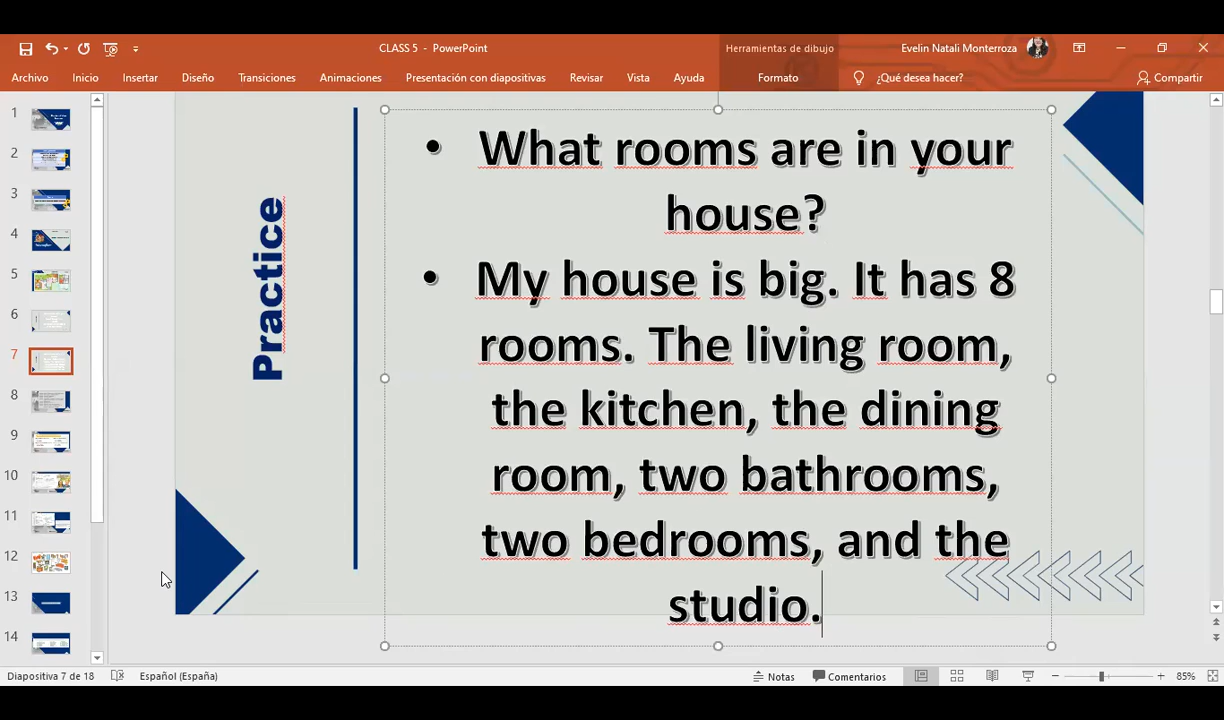 CLASS 5 - PowerPoint
Herramientas de dibujo
Evelin Natali Monterroza
Archivo
Inicio
Insertar
Diseño
Transiciones
Animaciones
Presentación con diapositivas
Revisar
Vista
Ayuda
Formato
¿Qué desea hacer?
Compartir
1
2
3
4
5
6
7
8
9
10
11
12
13
14
Practice
• What rooms are in your
house?
• My house is big. It has 8
rooms. The living room,
the kitchen, the dining
room, two bathrooms,
two bedrooms, and the
studio.
Diapositiva 7 de 18
Español (España)
Notas
Comentarios
85%